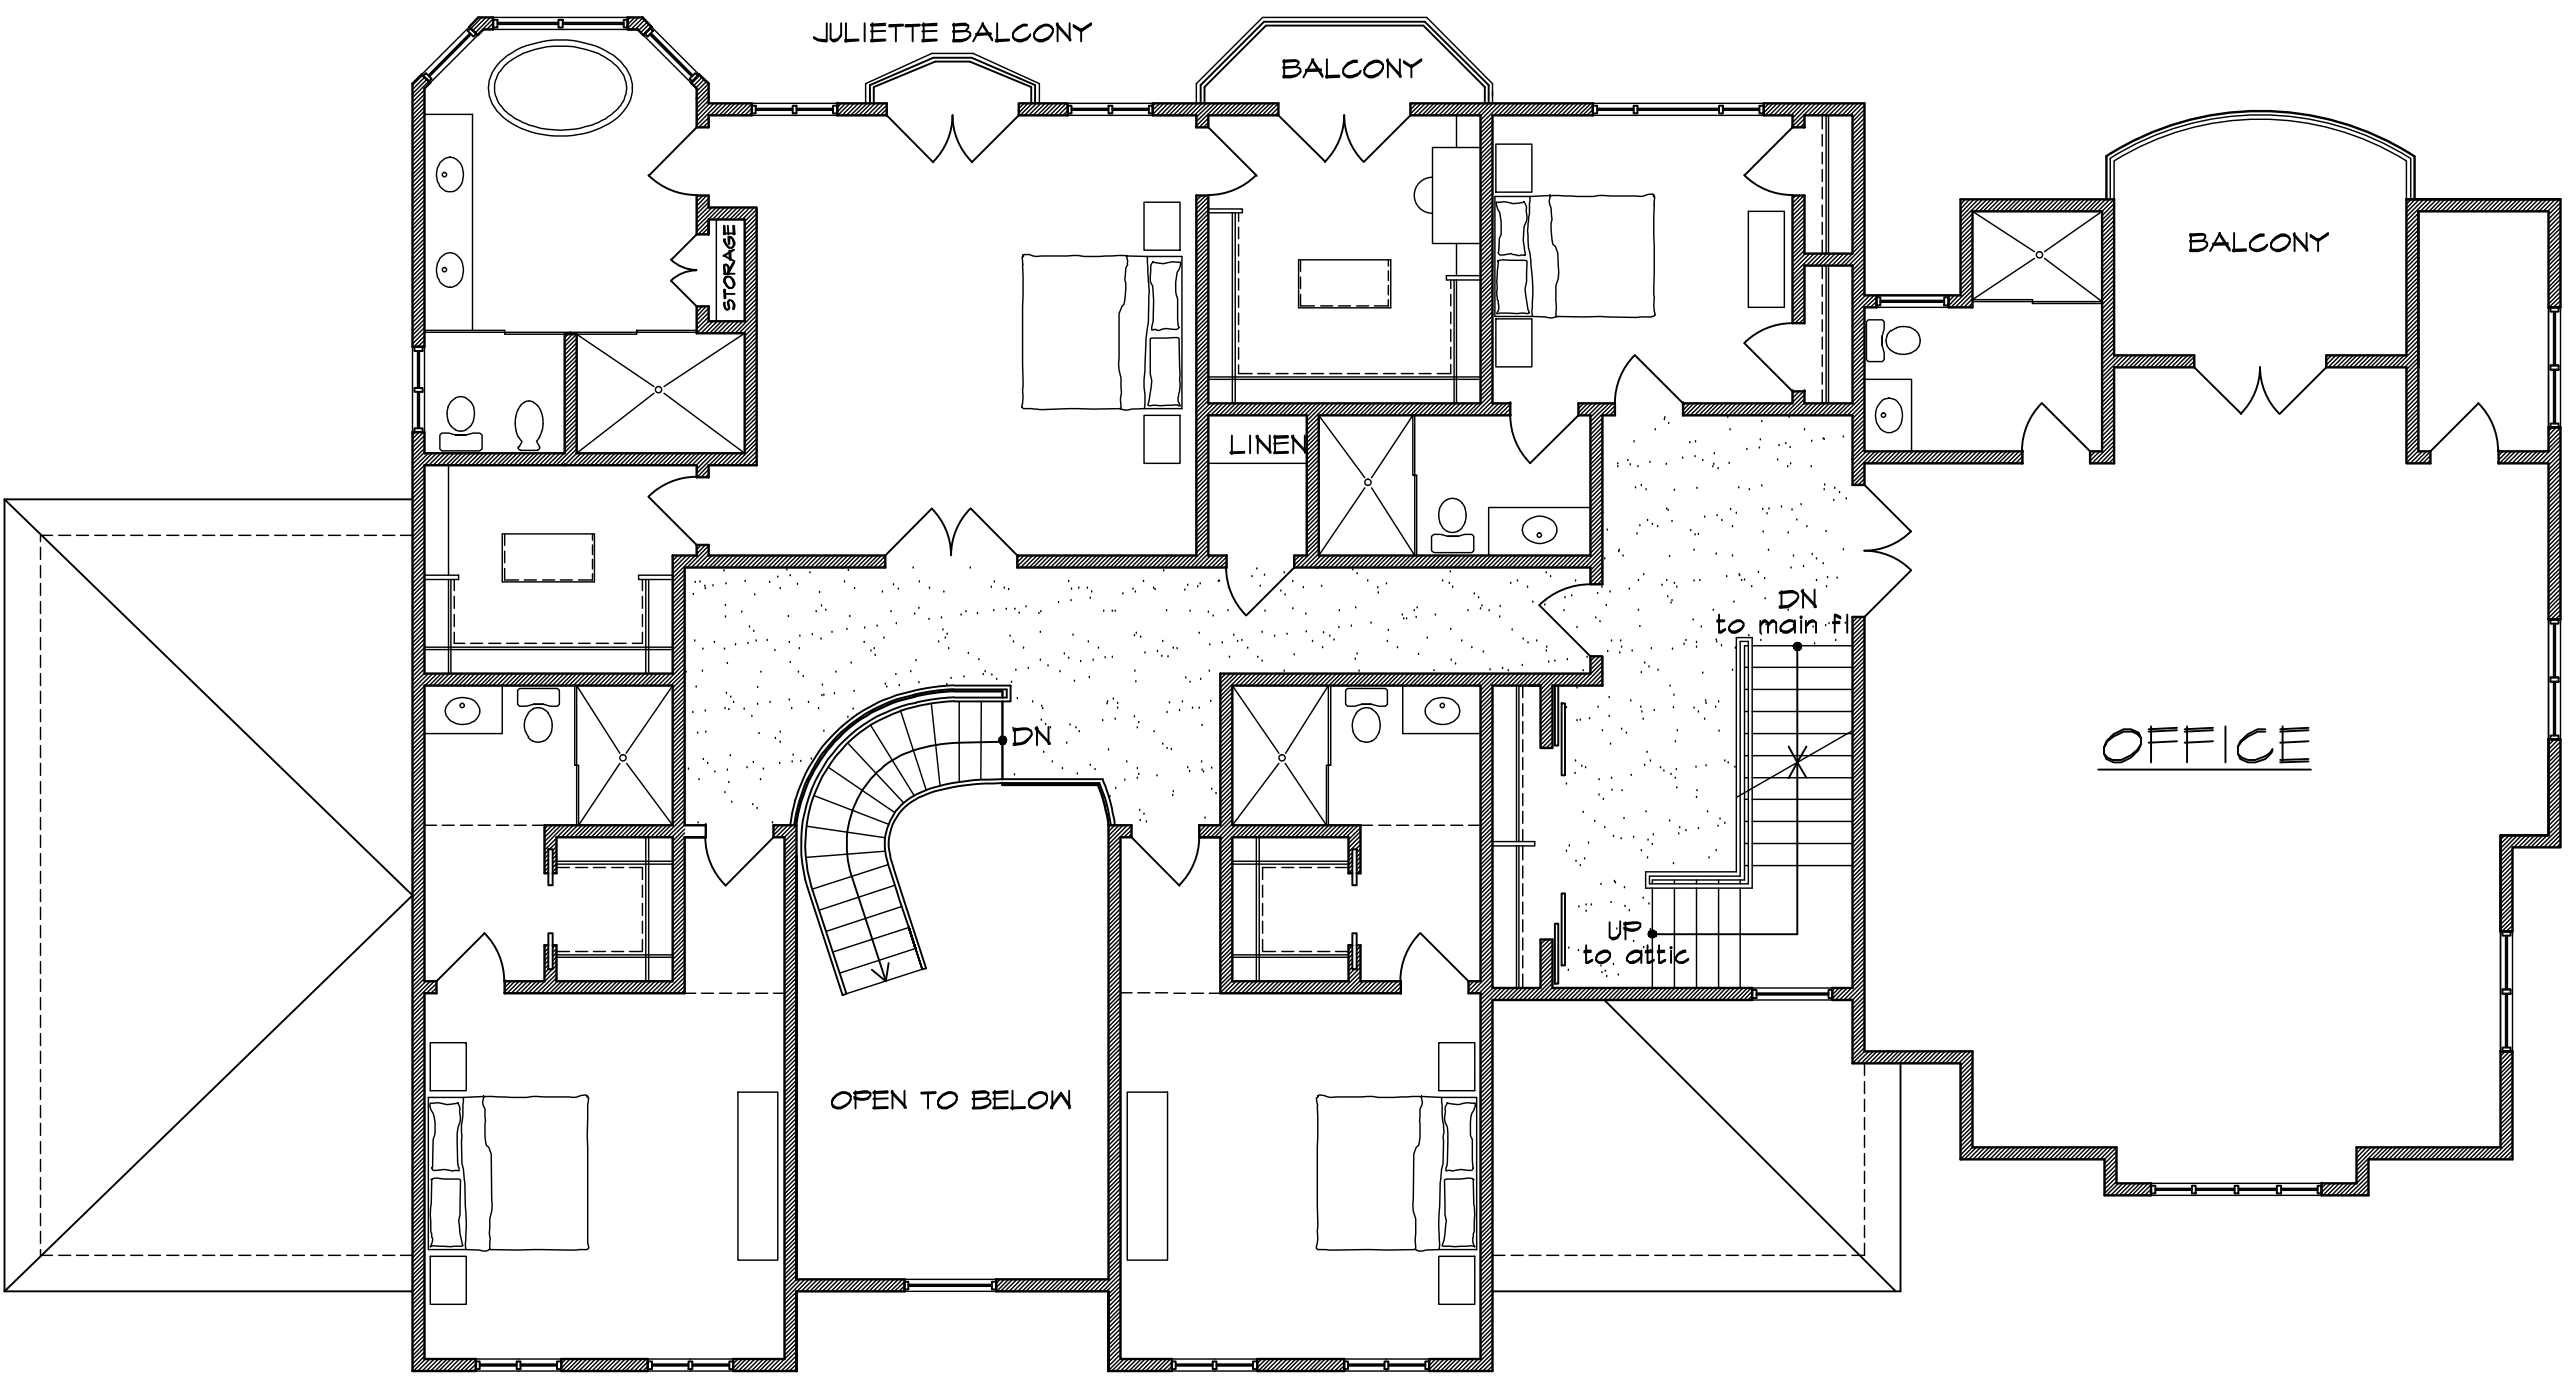 JULIETTE BALCONY
BALCONY
BALCONY
STORAGE
LINEN
DN
to main fl
DN
OFFICE
UP
to attic
OPEN TO BELOW